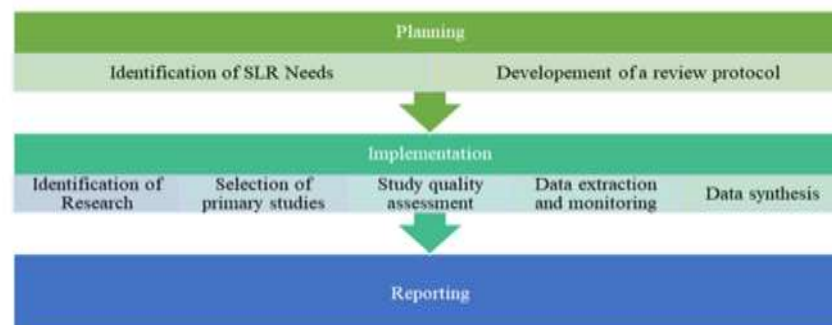 Planning
Identification of SLR Needs
Developement of a review protocol
Implementation
Identification of
Research
Selection of
primary studies
Study quality
assessment
Data extraction
and monitoring
Data synthesis
Reporting